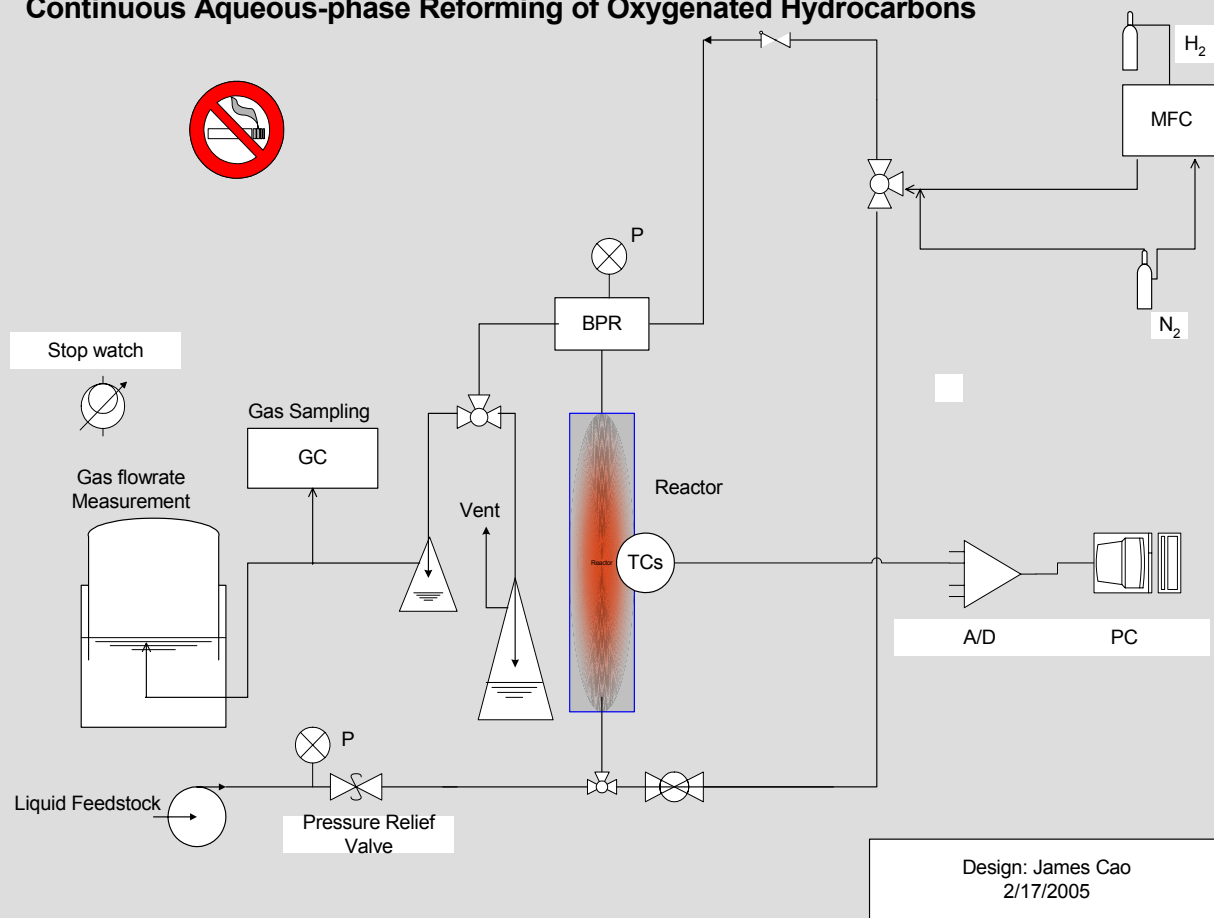 Continuous Aqueous-phase Reforming of Oxygenated Hydrocarbons
H₂
MFC
P
BPR
N₂
Stop watch
Gas Sampling
GC
Gas flowrate
Measurement
Reactor
Vent
Reactor
TCs
A/D
PC
P
Liquid Feedstock
Pressure Relief
Valve
Design: James Cao
2/17/2005